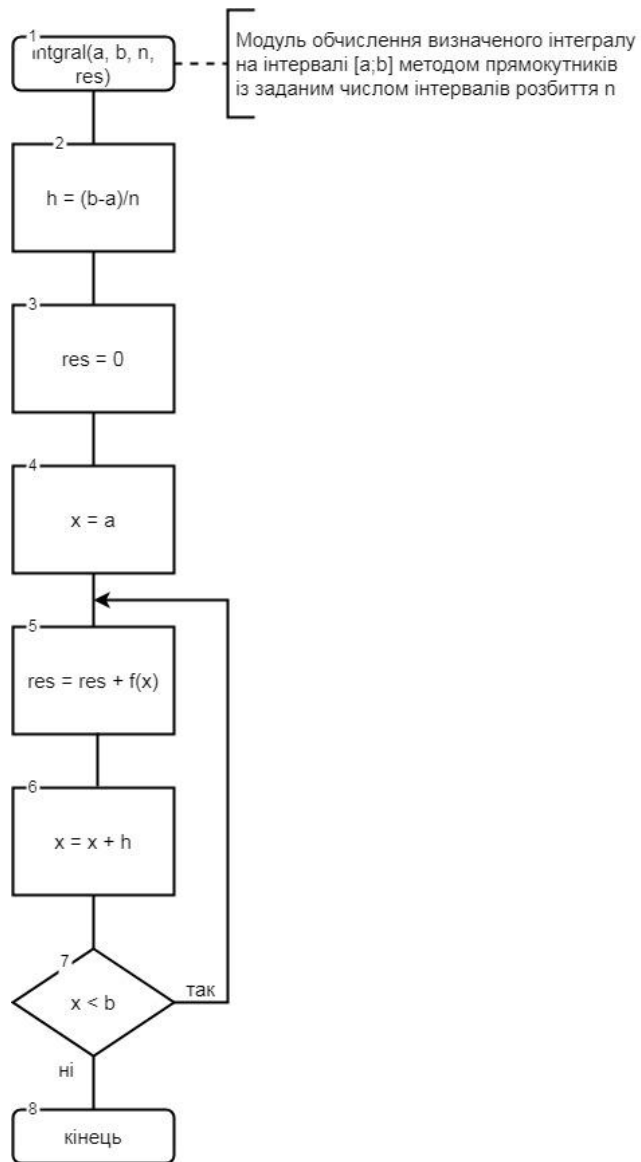 1
intgral(a, b, n,
res)
Модуль обчислення визначеного інтегралу
на інтервалі [a;b] методом прямокутників
із заданим числом інтервалів розбиття n
2
h = (b-a)/n
3
res = 0
4
x = a
5
res = res + f(x)
6
x = x + h
7
x < b
так
ні
8
кінець